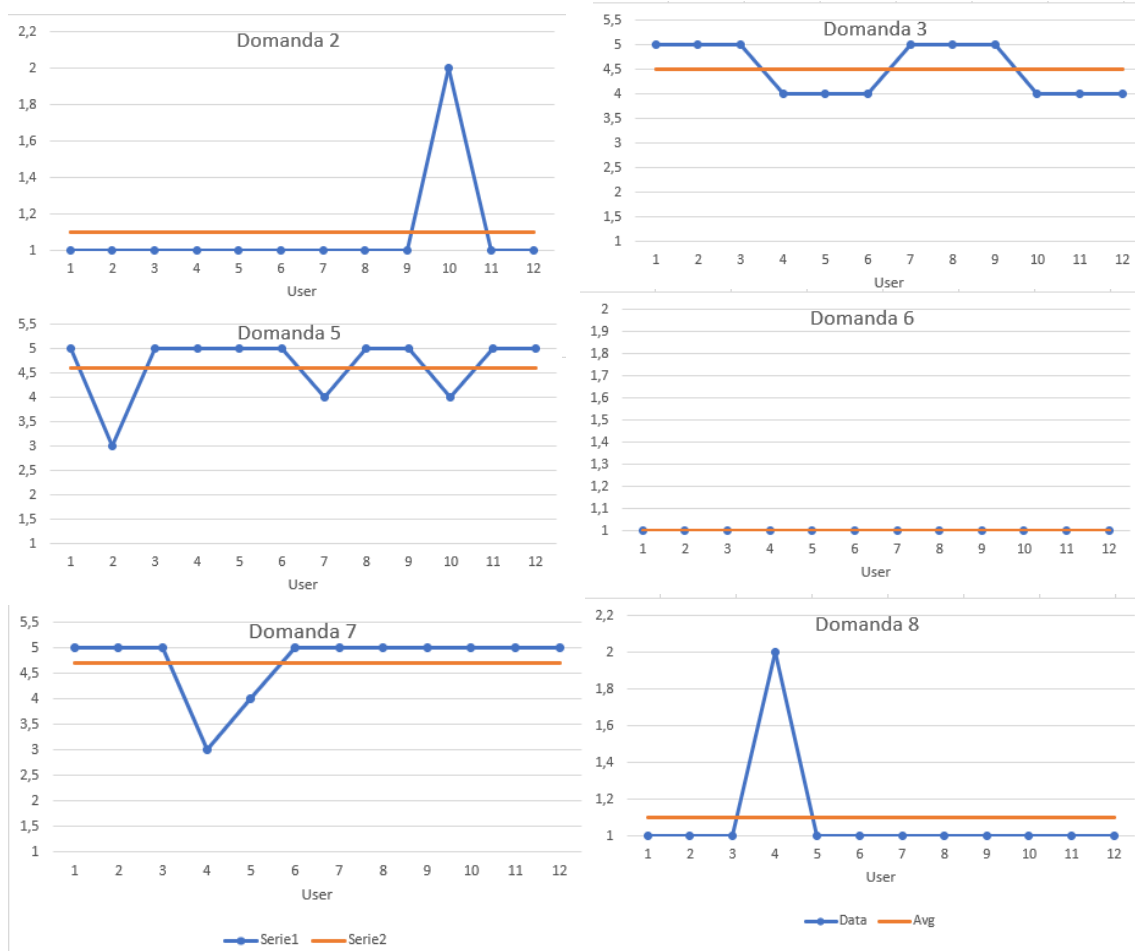 Domanda 2
2,2
2
1,8
1,6
1,4
1,2
1
1 2 3 4 5 6 7 8 9 10 11 12
User
Domanda 3
5,5
5
4,5
4
3,5
3
2,5
2
1,5
1
1 2 3 4 5 6 7 8 9 10 11 12
User
Domanda 5
5,5
5
4,5
4
3,5
3
2,5
2
1,5
1
1 2 3 4 5 6 7 8 9 10 11 12
User
Domanda 6
2
1,9
1,8
1,7
1,6
1,5
1,4
1,3
1,2
1,1
1
1 2 3 4 5 6 7 8 9 10 11 12
User
Domanda 7
5,5
5
4,5
4
3,5
3
2,5
2
1,5
1
1 2 3 4 5 6 7 8 9 10 11 12
User
Serie1 Serie2
Domanda 8
2,2
2
1,8
1,6
1,4
1,2
1
1 2 3 4 5 6 7 8 9 10 11 12
User
Data Avg